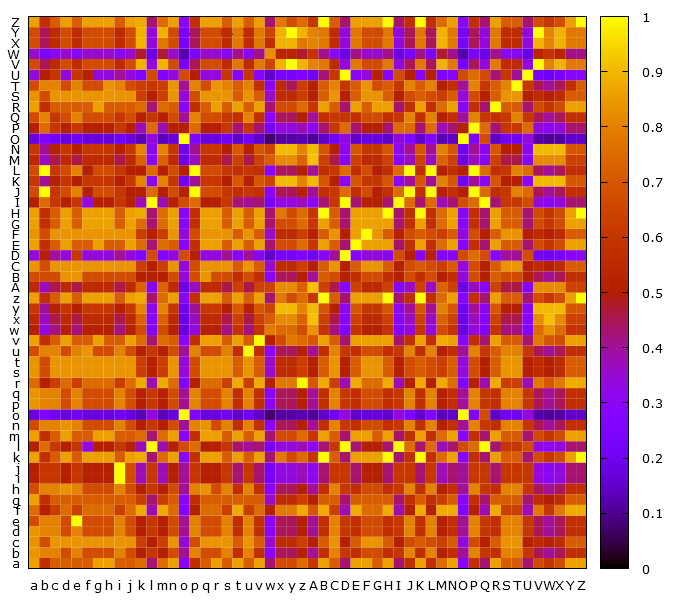 Z
Y
X
W
V
U
T
S
R
Q
P
O
N
M
L
K
J
I
H
G
F
E
D
C
B
A
z
y
x
w
v
u
t
s
r
q
p
o
n
m
l
k
j
i
h
g
f
e
d
c
b
a
a b c d e f g h i j k l m n o p q r s t u v w x y z A B C D E F G H I J K L M N O P Q R S T U V W X Y Z
1
0.9
0.8
0.7
0.6
0.5
0.4
0.3
0.2
0.1
0